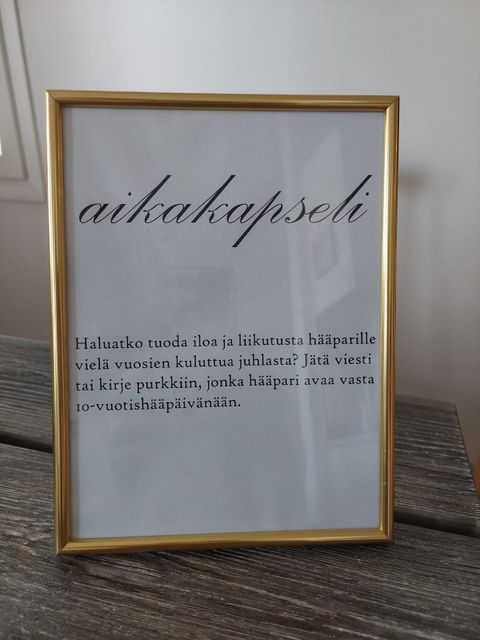 aikakapseli
Haluatko tuoda iloa ja liikutusta hääparille
vielä vuosien kuluttua juhlasta? Jätä viesti
tai kirje purkkiin, jonka hääpari avaa vasta
10-vuotishääpäivänään.